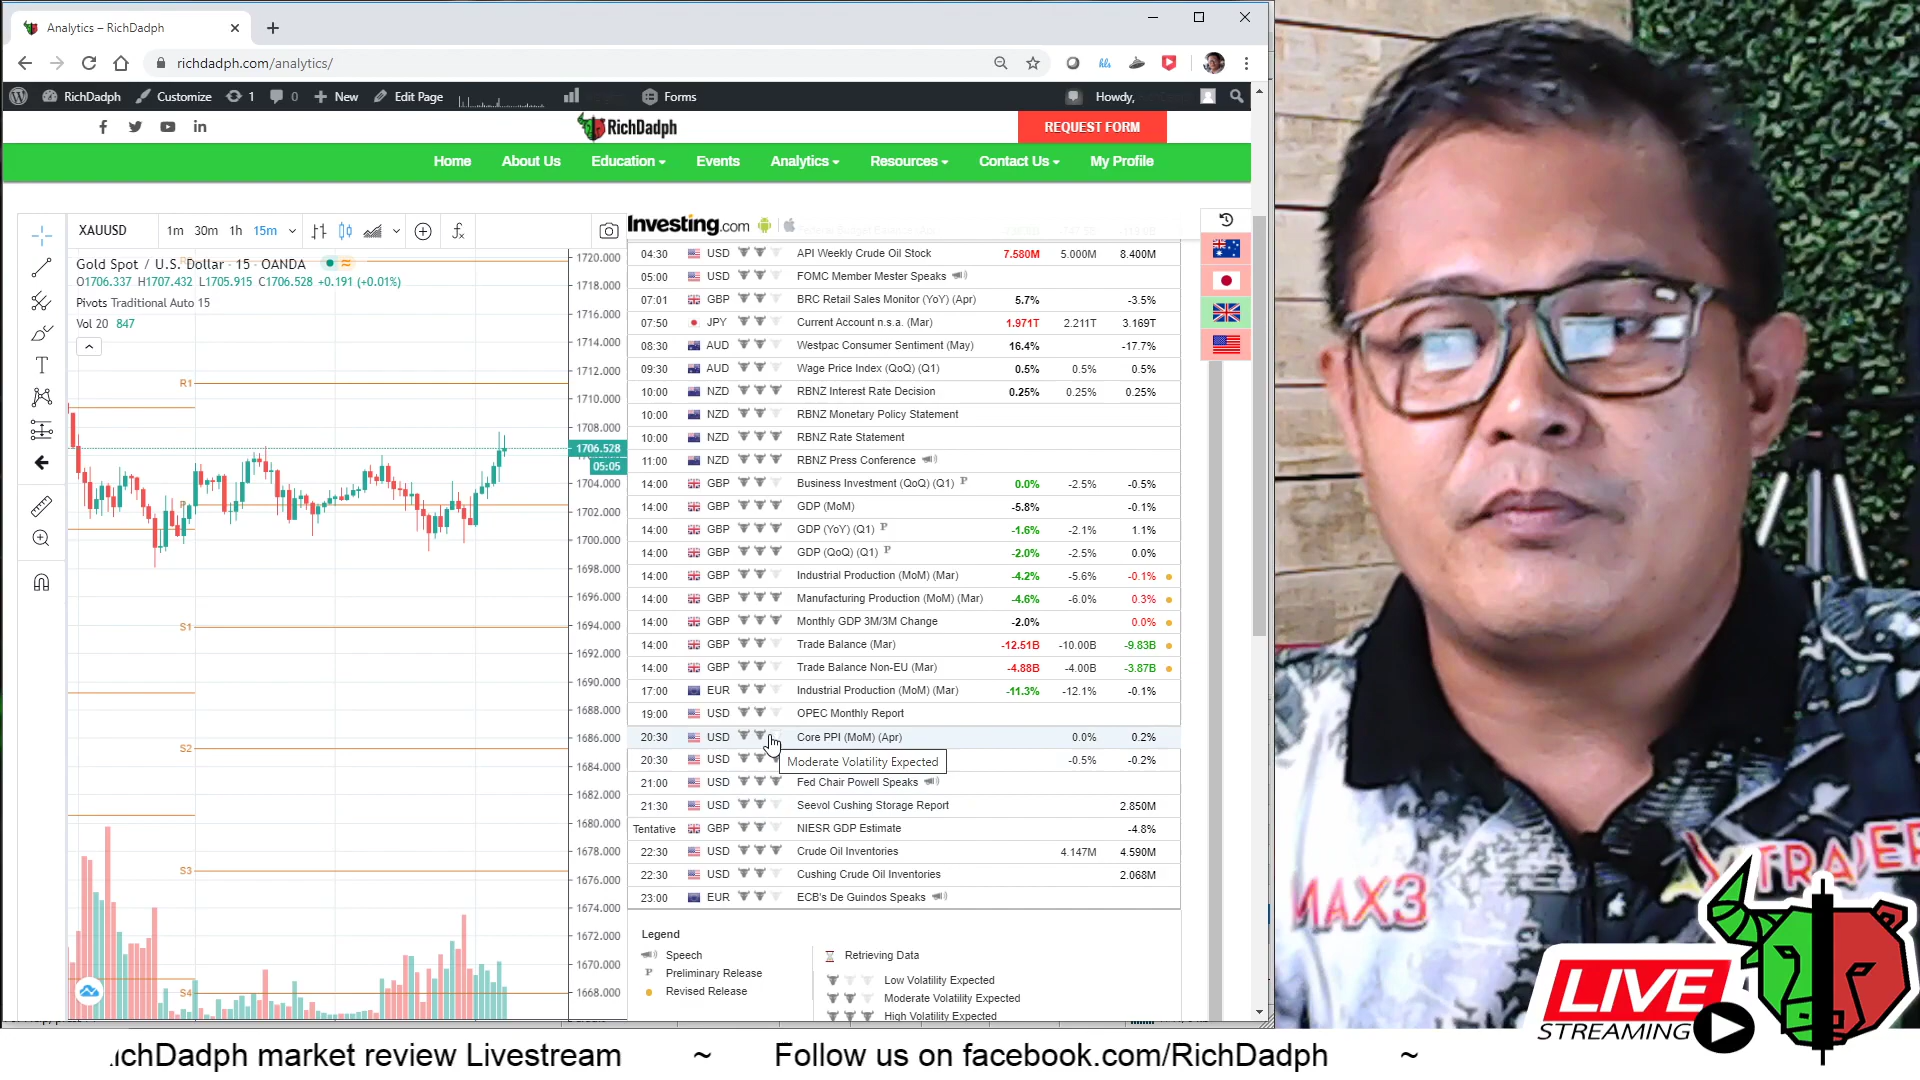 Analytics – RichDadph
richdadph.com/analytics/
RichDadph Customize 1 0 New Edit Page Forms Howdy,
RichDadph
REQUEST FORM
Home About Us Education Events Analytics Resources Contact Us My Profile
XAUUSD 1m 30m 1h 15m
Gold Spot / U.S. Dollar · 15 · OANDA
O1706.337 H1707.432 L1705.915 C1706.528 +0.191 (+0.01%)
Pivots Traditional Auto 15
Vol 20 847
R1
P
S1
S2
S3
S4
1720.000
1718.000
1716.000
1714.000
1712.000
1710.000
1708.000
1706.528
05:05
1704.000
1702.000
1700.000
1698.000
1696.000
1694.000
1692.000
1690.000
1688.000
1686.000
1684.000
1682.000
1680.000
1678.000
1676.000
1674.000
1672.000
1670.000
1668.000
Investing.com
04:30 USD API Weekly Crude Oil Stock 7.580M 5.000M 8.400M
05:00 USD FOMC Member Mester Speaks
07:01 GBP BRC Retail Sales Monitor (YoY) (Apr) 5.7% -3.5%
07:50 JPY Current Account n.s.a. (Mar) 1.971T 2.211T 3.169T
08:30 AUD Westpac Consumer Sentiment (May) 16.4% -17.7%
09:30 AUD Wage Price Index (QoQ) (Q1) 0.5% 0.5% 0.5%
10:00 NZD RBNZ Interest Rate Decision 0.25% 0.25% 0.25%
10:00 NZD RBNZ Monetary Policy Statement
10:00 NZD RBNZ Rate Statement
11:00 NZD RBNZ Press Conference
14:00 GBP Business Investment (QoQ) (Q1) P 0.0% -2.5% -0.5%
14:00 GBP GDP (MoM) -5.8% -0.1%
14:00 GBP GDP (YoY) (Q1) P -1.6% -2.1% 1.1%
14:00 GBP GDP (QoQ) (Q1) P -2.0% -2.5% 0.0%
14:00 GBP Industrial Production (MoM) (Mar) -4.2% -5.6% -0.1%
14:00 GBP Manufacturing Production (MoM) (Mar) -4.6% -6.0% 0.3%
14:00 GBP Monthly GDP 3M/3M Change -2.0% 0.0%
14:00 GBP Trade Balance (Mar) -12.51B -10.00B -9.83B
14:00 GBP Trade Balance Non-EU (Mar) -4.88B -4.00B -3.87B
17:00 EUR Industrial Production (MoM) (Mar) -11.3% -12.1% -0.1%
19:00 USD OPEC Monthly Report
20:30 USD Core PPI (MoM) (Apr) 0.0% 0.2%
20:30 USD -0.5% -0.2%
Moderate Volatility Expected
21:00 USD Fed Chair Powell Speaks
21:30 USD Seevol Cushing Storage Report 2.850M
Tentative GBP NIESR GDP Estimate -4.8%
22:30 USD Crude Oil Inventories 4.147M 4.590M
22:30 USD Cushing Crude Oil Inventories 2.068M
23:00 EUR ECB's De Guindos Speaks
Legend
Speech
P Preliminary Release
Revised Release
Retrieving Data
Low Volatility Expected
Moderate Volatility Expected
High Volatility Expected
MAX3
LIVE
STREAMING
RichDadph market review Livestream ~ Follow us on facebook.com/RichDadph ~